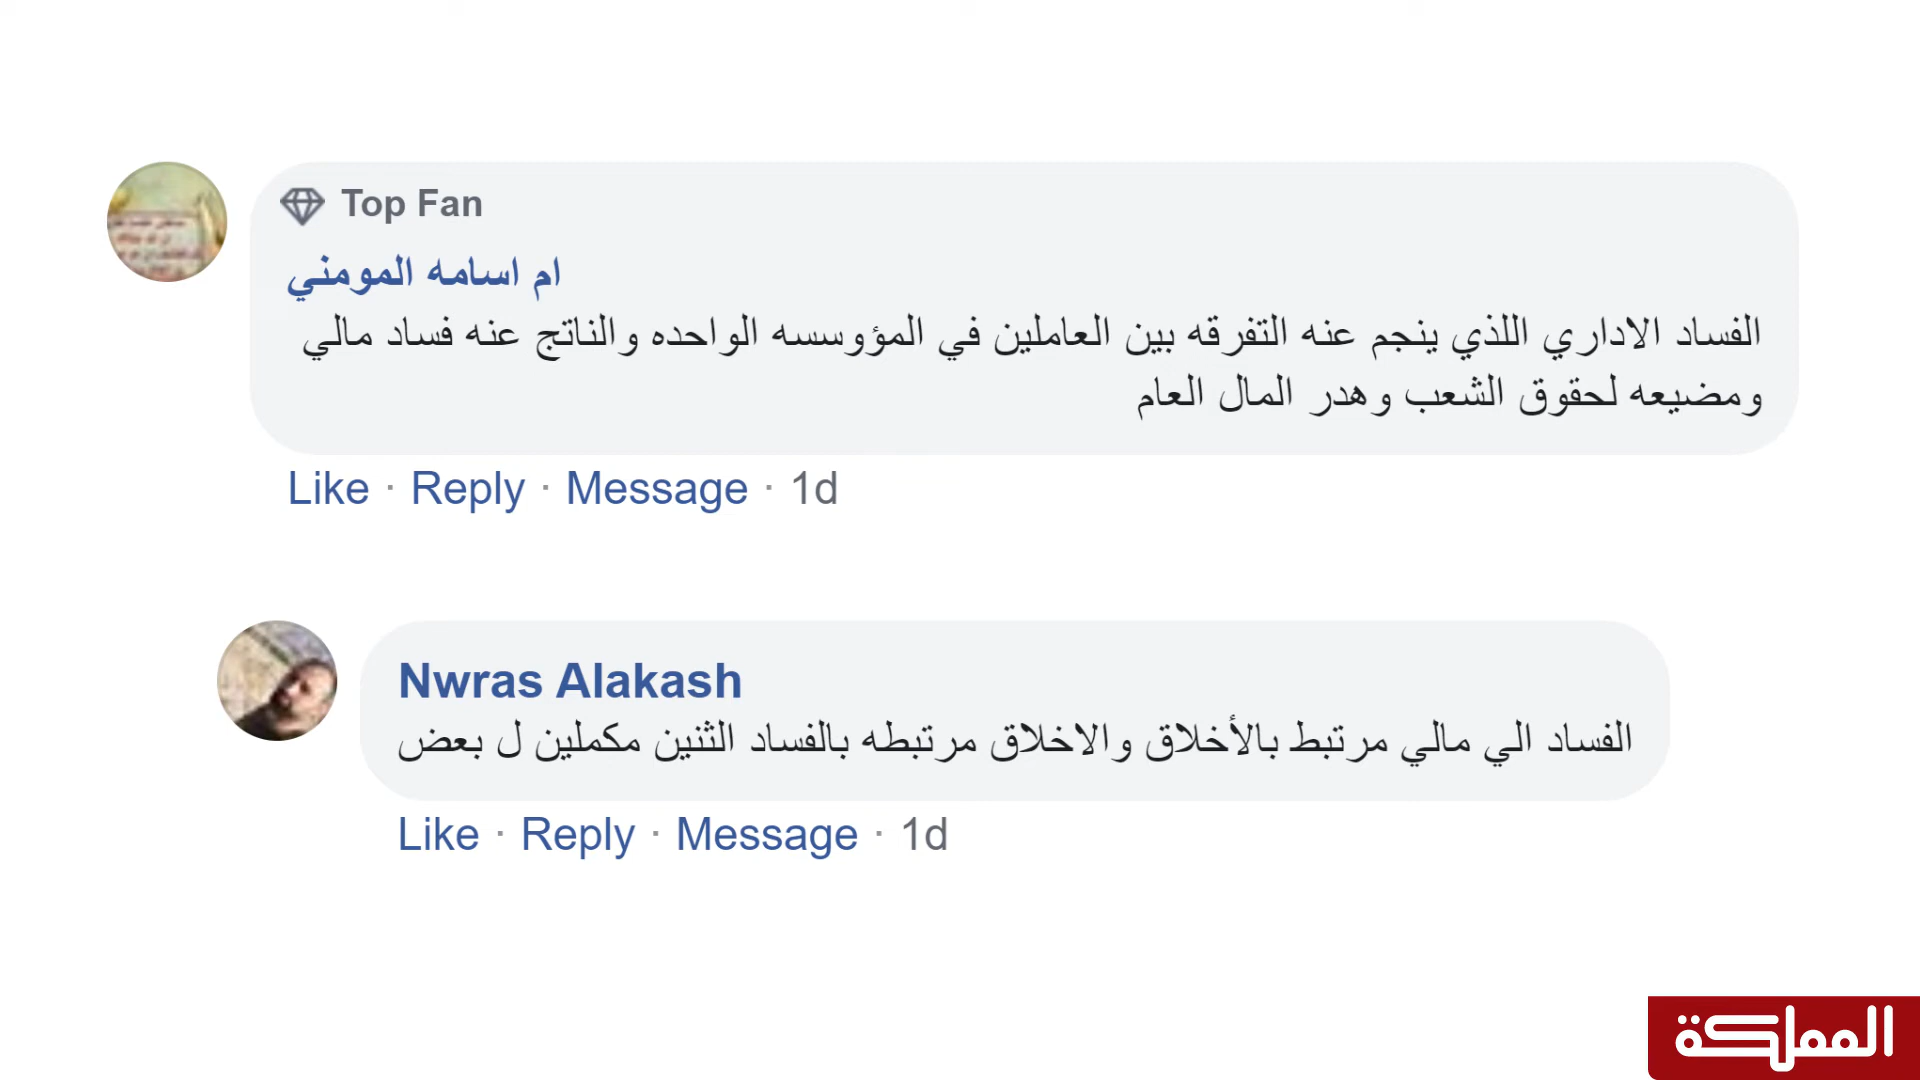 Top Fan
ام اسامه المومني
الفساد الاداري اللذي ينجم عنه التفرقه بين العاملين في المؤوسسه الواحده والناتج عنه فساد مالي
ومضيعه لحقوق الشعب وهدر المال العام
Like · Reply · Message · 1d
Nwras Alakash
الفساد الي مالي مرتبط بالأخلاق والاخلاق مرتبطه بالفساد الثنين مكملين ل بعض
Like · Reply · Message · 1d
المملكة